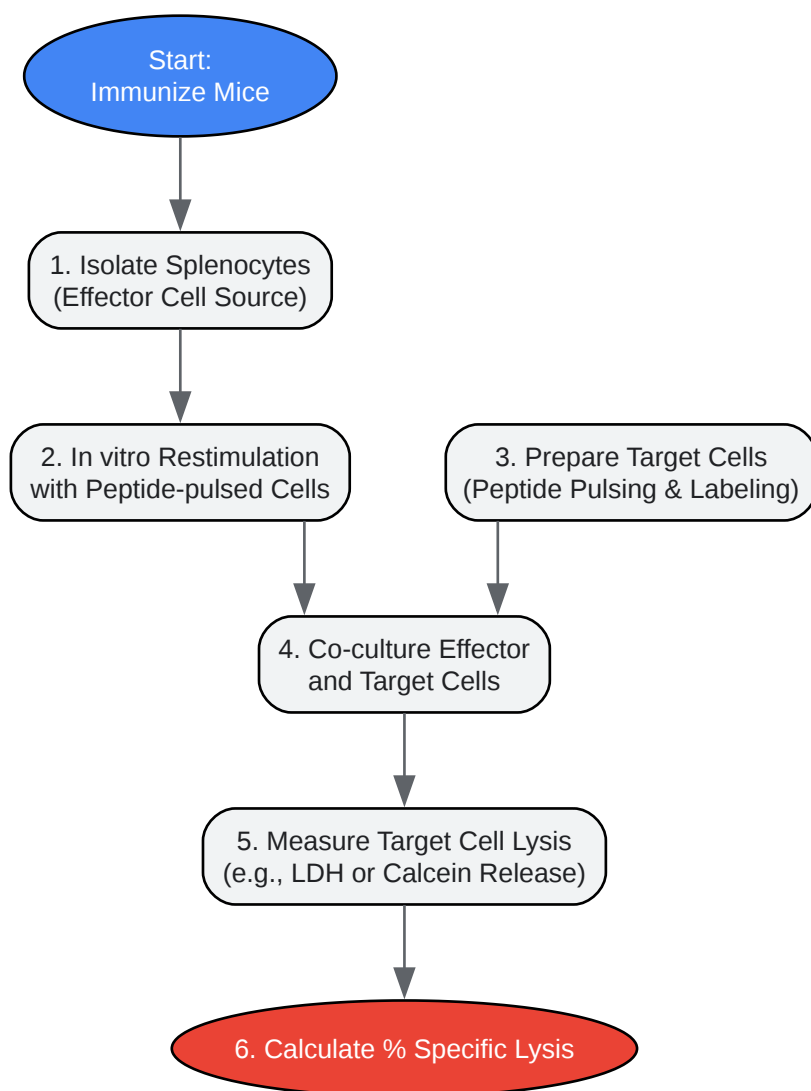 Start:
Immunize Mice
1. Isolate Splenocytes
(Effector Cell Source)
2. In vitro Restimulation
with Peptide-pulsed Cells
3. Prepare Target Cells
(Peptide Pulsing & Labeling)
4. Co-culture Effector
and Target Cells
5. Measure Target Cell Lysis
(e.g., LDH or Calcein Release)
6. Calculate % Specific Lysis